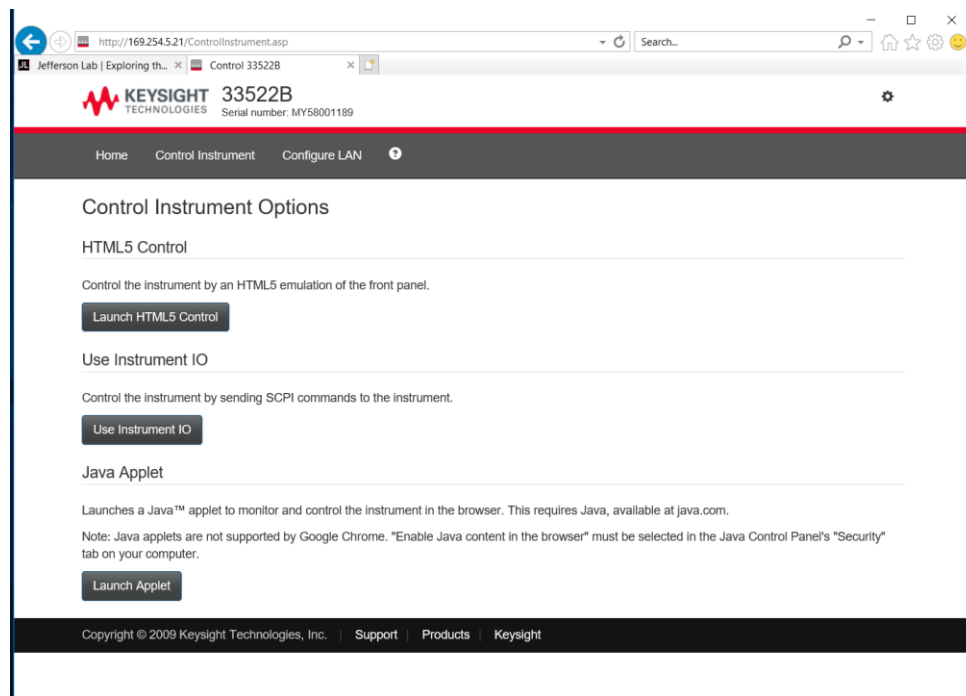 http://169.254.5.21/ControlInstrument.asp
Search...
JL Jefferson Lab | Exploring th...
Control 33522B
KEYSIGHT
TECHNOLOGIES
33522B
Serial number: MY58001189
Home Control Instrument Configure LAN ?
Control Instrument Options
HTML5 Control
Control the instrument by an HTML5 emulation of the front panel.
Launch HTML5 Control
Use Instrument IO
Control the instrument by sending SCPI commands to the instrument.
Use Instrument IO
Java Applet
Launches a Java™ applet to monitor and control the instrument in the browser. This requires Java, available at java.com.
Note: Java applets are not supported by Google Chrome. "Enable Java content in the browser" must be selected in the Java Control Panel's "Security"
tab on your computer.
Launch Applet
Copyright © 2009 Keysight Technologies, Inc. | Support | Products | Keysight